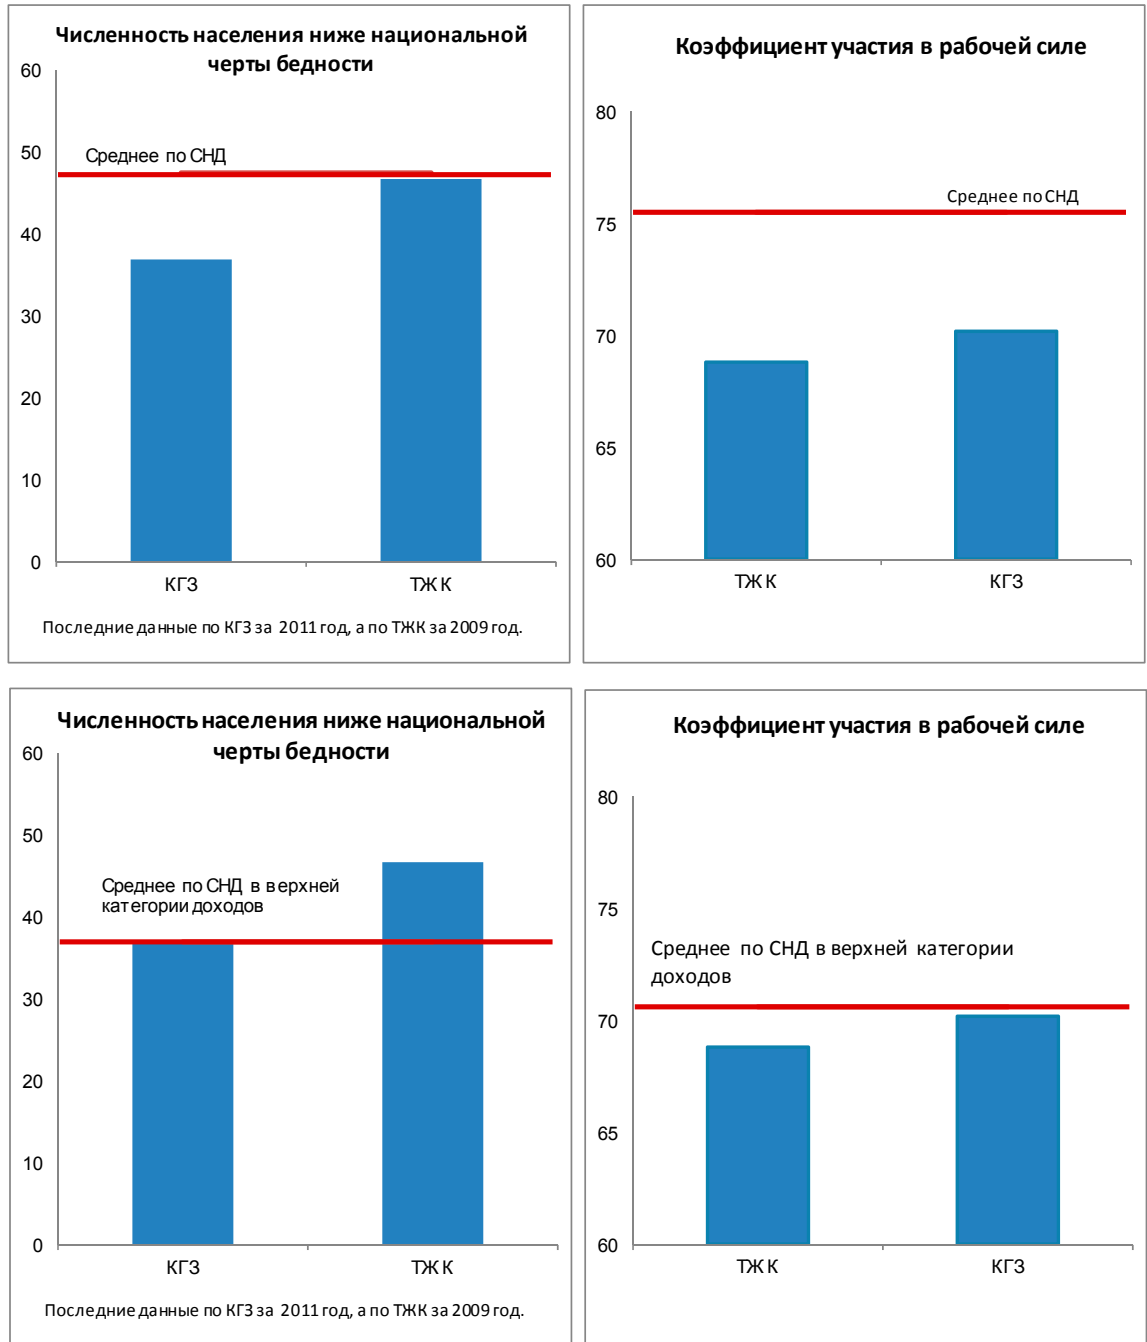 Численность населения ниже национальной
черты бедности
60
50
40
30
20
10
0
Среднее по СНД
КГЗ
ТЖК
Последние данные по КГЗ за 2011 год, а по ТЖК за 2009 год.
Коэффициент участия в рабочей силе
80
75
70
65
60
Среднее по СНД
ТЖК
КГЗ
Численность населения ниже национальной
черты бедности
60
50
40
30
20
10
0
Среднее по СНД в верхней
категории доходов
КГЗ
ТЖК
Последние данные по КГЗ за 2011 год, а по ТЖК за 2009 год.
Коэффициент участия в рабочей силе
80
75
70
65
60
Среднее по СНД в верхней категории
доходов
ТЖК
КГЗ